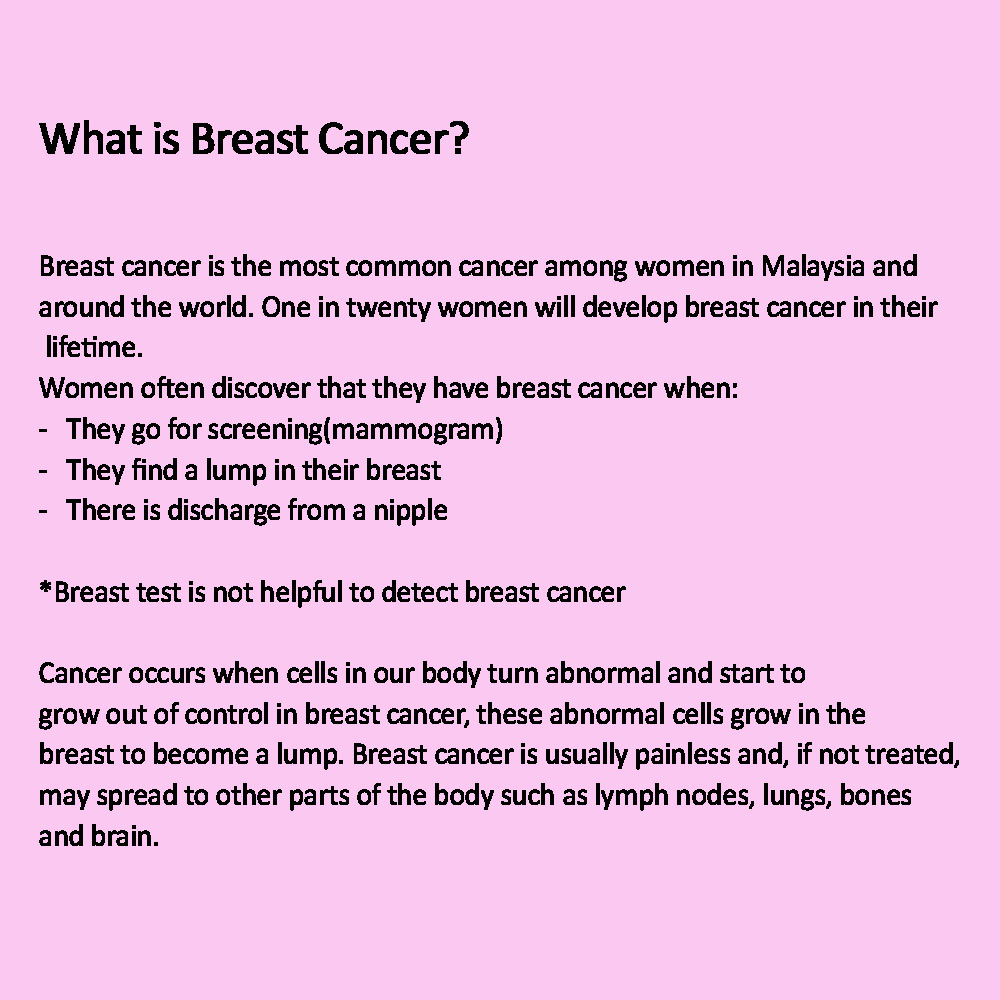 What is Breast Cancer?
Breast cancer is the most common cancer among women in Malaysia and
around the world. One in twenty women will develop breast cancer in their
lifetime.
Women often discover that they have breast cancer when:
- They go for screening(mammogram)
- They find a lump in their breast
- There is discharge from a nipple
*Breast test is not helpful to detect breast cancer
Cancer occurs when cells in our body turn abnormal and start to
grow out of control in breast cancer, these abnormal cells grow in the
breast to become a lump. Breast cancer is usually painless and, if not treated,
may spread to other parts of the body such as lymph nodes, lungs, bones
and brain.